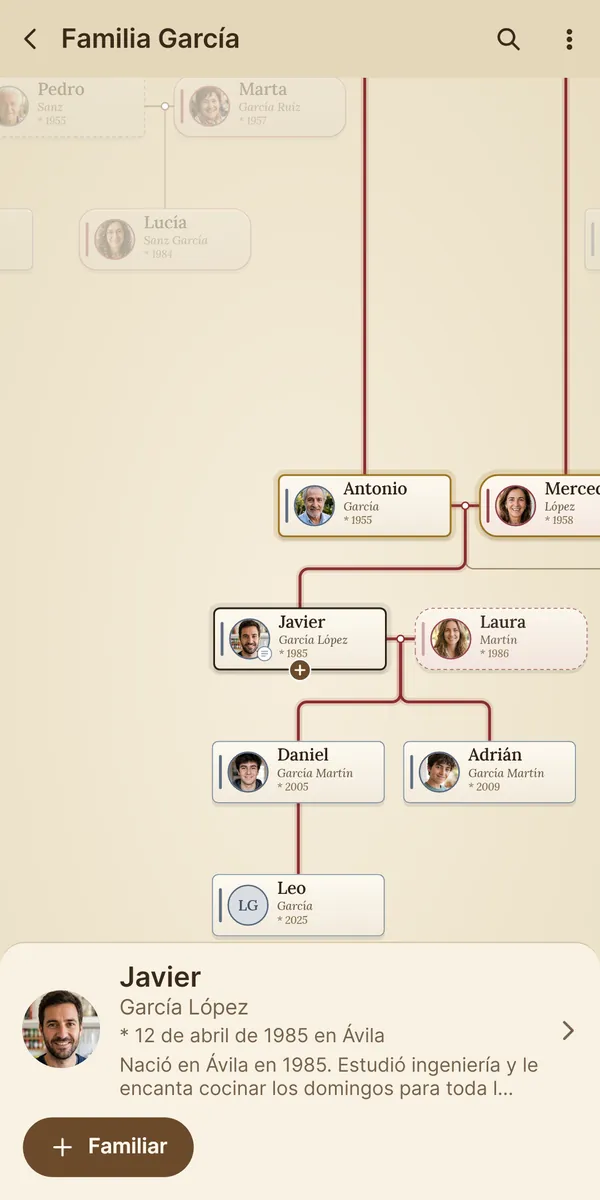 Familia García
Pedro
Sanz
* 1955
Marta
García Ruiz
* 1957
Lucía
Sanz García
* 1984
Antonio
García
* 1955
Merced
López
* 1958
Javier
García López
* 1985
Laura
Martín
* 1986
Daniel
García Martín
* 2005
Adrián
García Martín
* 2009
LG
Leo
García
* 2025
Javier
García López
* 12 de abril de 1985 en Ávila
Nació en Ávila en 1985. Estudió ingeniería y le
encanta cocinar los domingos para toda l...
+ Familiar